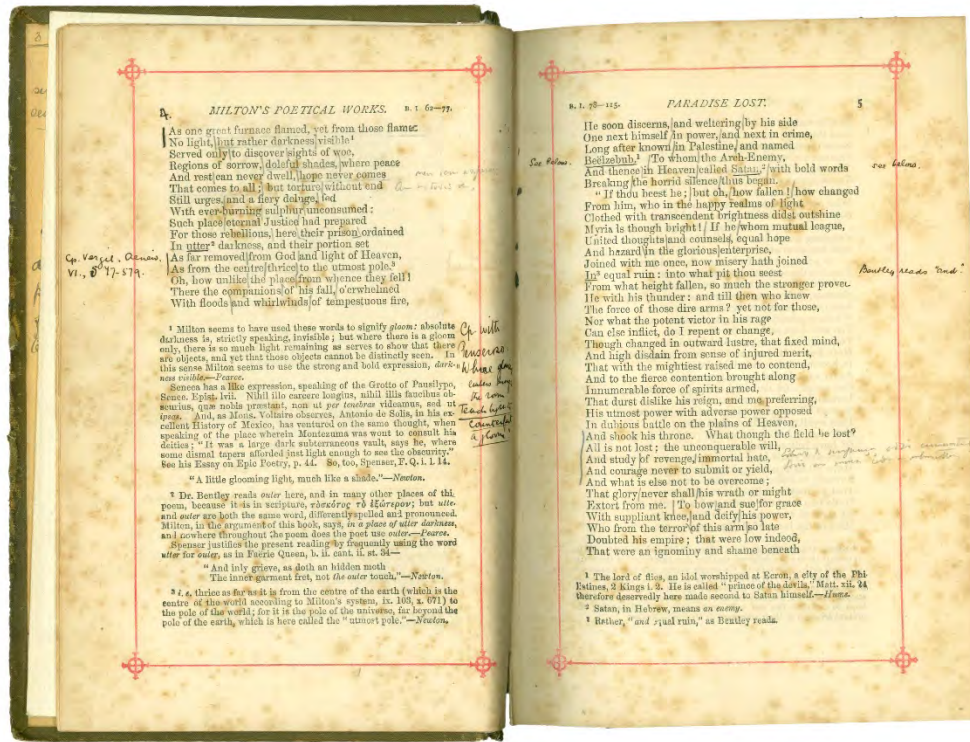 4. MILTON'S POETICAL WORKS. B. I. 62—77.
As one great furnace flamed, yet from those flames
No light, but rather darkness visible¹
Served only to discover sights of woe,
Regions of sorrow, doleful shades, where peace
And rest can never dwell, hope never comes
That comes to all; but torture without end
Still urges, and a fiery deluge, fed
With ever-burning sulphur unconsumed:
Such place eternal Justice had prepared
For those rebellious, here their prison ordained
In utter² darkness, and their portion set
As far removed from God and light of Heaven,
As from the centre thrice to the utmost pole.³
Oh, how unlike the place from whence they fell!
There the companions of his fall, o'erwhelmed
With floods and whirlwinds of tempestuous fire,
Cp. Vergil, Aeneis,
VI., 577-579.
¹ Milton seems to have used these words to signify gloom: absolute
darkness is, strictly speaking, invisible; but where there is a gloom
only, there is so much light remaining as serves to show that there
are objects, and yet that those objects cannot be distinctly seen. In
this sense Milton seems to use the strong and bold expression, dark-
ness visible.—Pearce.
Seneca has a like expression, speaking of the Grotto of Pausilypo,
Senec. Epist. lvii. Nihil illo carcere longius, nihil illis faucibus ob-
scurius, quæ nobis præstant, non ut per tenebras videamus, sed ut
ipsas. And, as Mons. Voltaire observes, Antonio de Solis, in his ex-
cellent History of Mexico, has ventured on the same thought, when
speaking of the place wherein Montezuma was wont to consult his
deities; "It was a large dark subterraneous vault, says he, where
some dismal tapers afforded just light enough to see the obscurity."
See his Essay on Epic Poetry, p. 44. So, too, Spenser, F. Q. i. 1. 14.
"A little glooming light, much like a shade."—Newton.
² Dr. Bentley reads outer here, and in many other places of thi
poem, because it is in scripture, τὸ σκότος τὸ ἐξώτερον; but utte
and outer are both the same word, differently spelled and pronounced.
Milton, in the argument of this book, says, in a place of utter darkness,
and nowhere throughout the poem does the poet use outer.—Pearce.
Spenser justifies the present reading by frequently using the word
utter for outer, as in Faerie Queen, b. ii. cant. ii. st. 34—
"And inly grieve, as doth an hidden moth
The inner garment fret, not the outer touch."—Newton.
³ i. e. thrice as far as it is from the centre of the earth (which is the
centre of the world according to Milton's system, ix. 103, x. 671) to
the pole of the world; for it is the pole of the universe, far beyond the
pole of the earth, which is here called the "utmost pole."—Newton.
Cp. with
Penseroso
Where glowing
embers through
the room
Teach light to
counterfeit
a gloom
B. I. 78—115. PARADISE LOST. 5
He soon discerns, and weltering by his side
One next himself in power, and next in crime,
Long after known in Palestine, and named
Beëlzebub.¹ To whom the Arch-Enemy,
And thence in Heaven called Satan,² with bold words
Breaking the horrid silence thus began.
"If thou beest he; but oh, how fallen! how changed
From him, who in the happy realms of light
Clothed with transcendent brightness didst outshine
Myria is though bright! If he whom mutual league,
United thoughts and counsels, equal hope
And hazard in the glorious enterprise,
Joined with me once, now misery hath joined
In³ equal ruin: into what pit thou seest
From what height fallen, so much the stronger proved
He with his thunder: and till then who knew
The force of those dire arms? yet not for those,
Nor what the potent victor in his rage
Can else inflict, do I repent or change,
Though changed in outward lustre, that fixed mind,
And high disdain from sense of injured merit,
That with the mightiest raised me to contend,
And to the fierce contention brought along
Innumerable force of spirits armed,
That durst dislike his reign, and me preferring,
His utmost power with adverse power opposed
In dubious battle on the plains of Heaven,
And shook his throne. What though the field be lost?
All is not lost; the unconquerable will,
And study of revenge, immortal hate,
And courage never to submit or yield,
And what is else not to be overcome;
That glory never shall his wrath or might
Extort from me. To bow and sue for grace
With suppliant knee, and deify his power,
Who from the terror of this arm so late
Doubted his empire; that were low indeed,
That were an ignominy and shame beneath
See below.
see below.
Bentley reads "and."
¹ The lord of flies, an idol worshipped at Ecron, a city of the Phi-
listines, 2 Kings i. 2. He is called "prince of the devils," Matt. xii. 24
therefore deservedly here made second to Satan himself.—Hume.
² Satan, in Hebrew, means an enemy.
³ Rather, "and equal ruin," as Bentley reads.